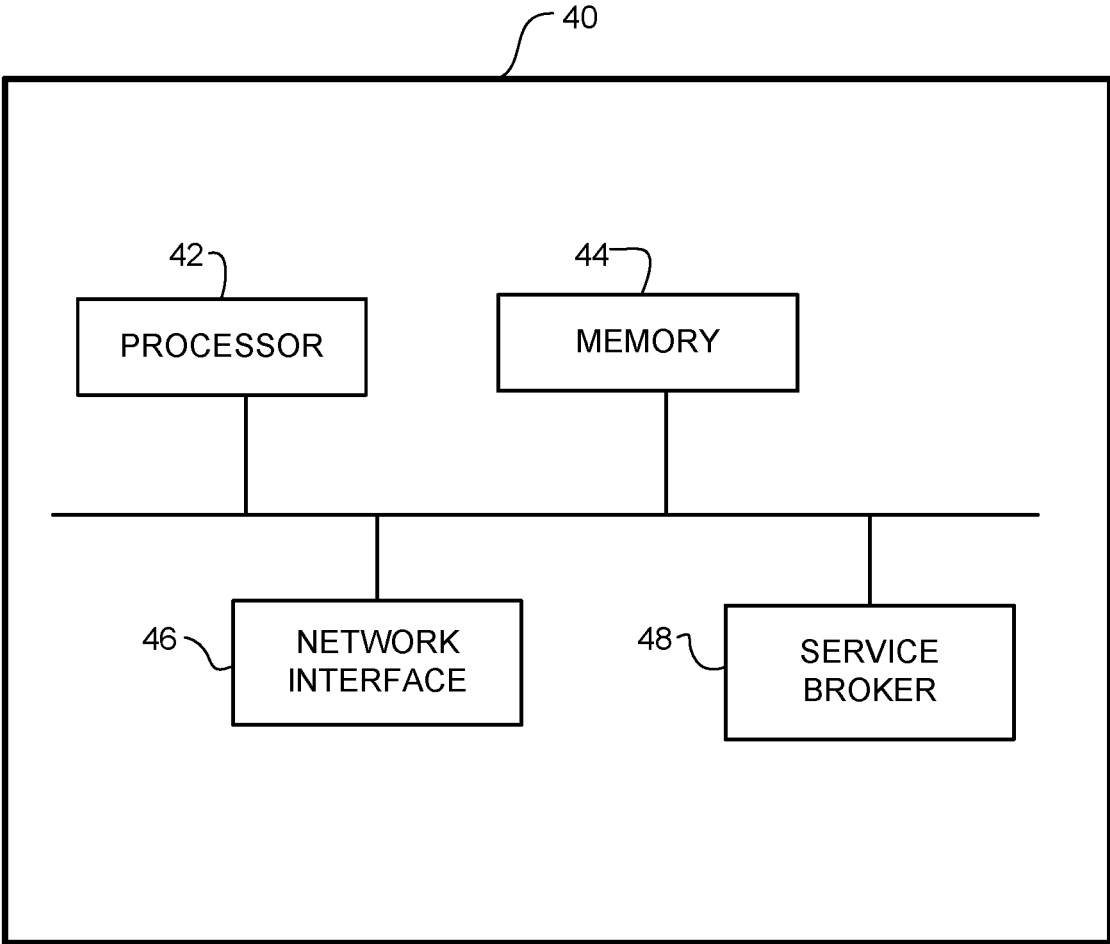 40
42
44
PROCESSOR
MEMORY
46
NETWORK
INTERFACE
48
SERVICE
BROKER